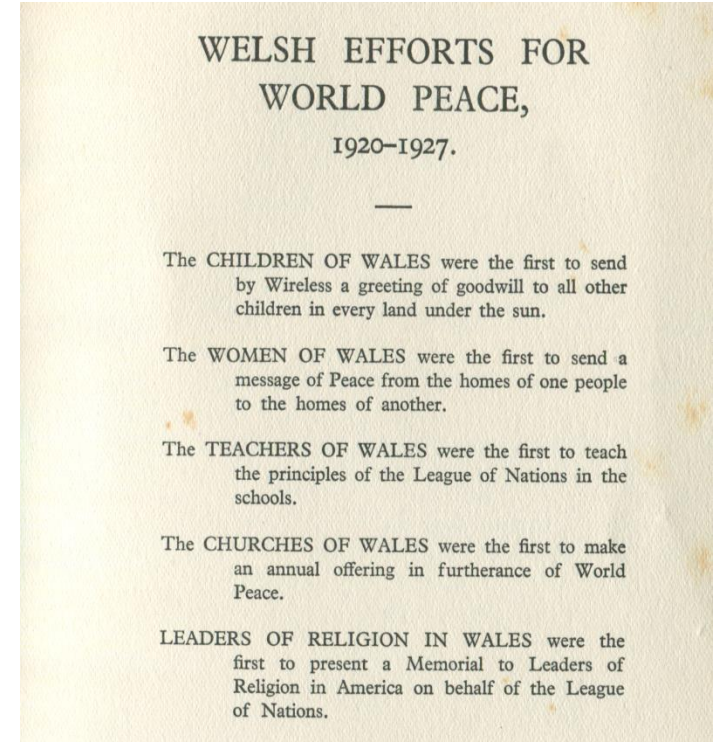 WELSH EFFORTS FOR
WORLD PEACE,
1920–1927.
The CHILDREN OF WALES were the first to send
by Wireless a greeting of goodwill to all other
children in every land under the sun.
The WOMEN OF WALES were the first to send a
message of Peace from the homes of one people
to the homes of another.
The TEACHERS OF WALES were the first to teach
the principles of the League of Nations in the
schools.
The CHURCHES OF WALES were the first to make
an annual offering in furtherance of World
Peace.
LEADERS OF RELIGION IN WALES were the
first to present a Memorial to Leaders of
Religion in America on behalf of the League
of Nations.